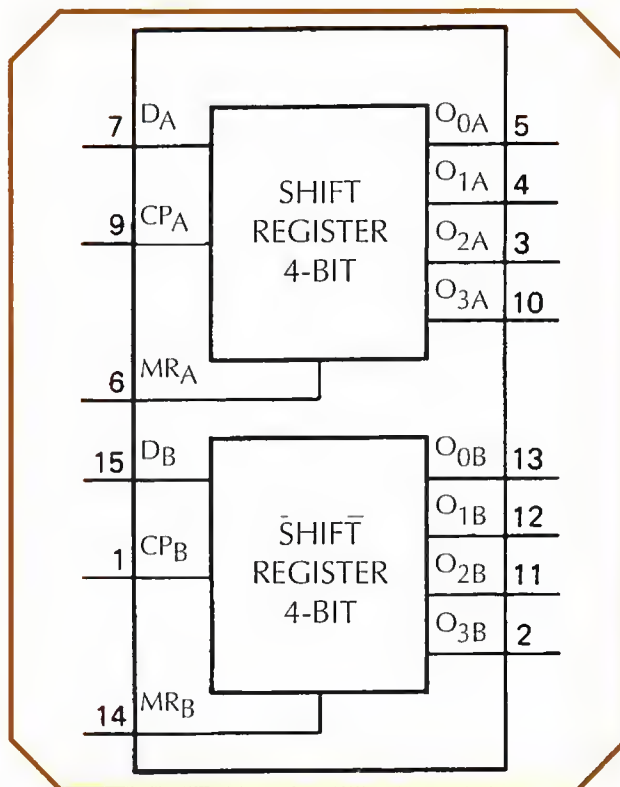 7 DA O0A 5
O1A 4
9 CPA SHIFT REGISTER 4-BIT O2A 3
O3A 10
6 MRA
15 DB O0B 13
O1B 12
1 CPB SHIFT REGISTER 4-BIT O2B 11
O3B 2
14 MRB